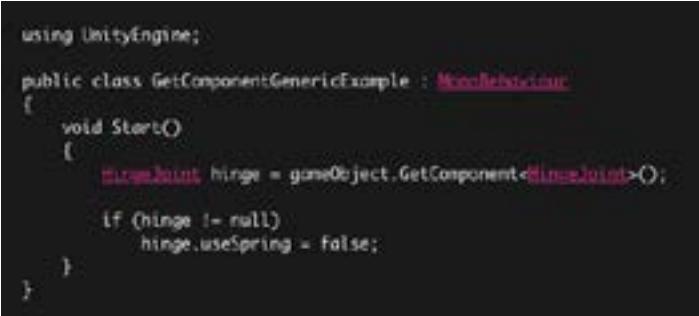 using UnityEngine;
public class GetComponentGenericExample : MonoBehaviour
{
void Start()
{
HingeJoint hinge = gameObject.GetComponent<HingeJoint>();
if (hinge != null)
hinge.useSpring = false;
}
}